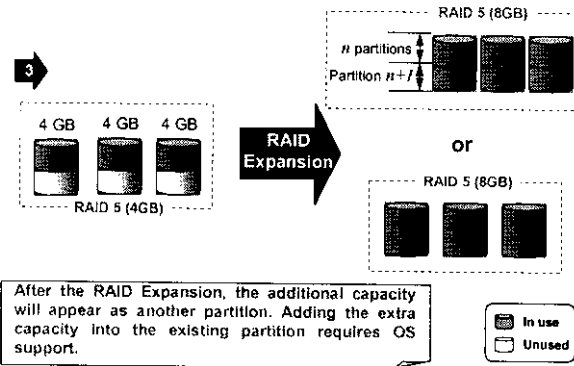 3
4 GB 4 GB 4 GB
RAID 5 (4GB)
RAID
Expansion
RAID 5 (8GB)
n partitions
Partition n+1
or
RAID 5 (8GB)
After the RAID Expansion, the additional capacity
will appear as another partition. Adding the extra
capacity into the existing partition requires OS
support.
In use
Unused